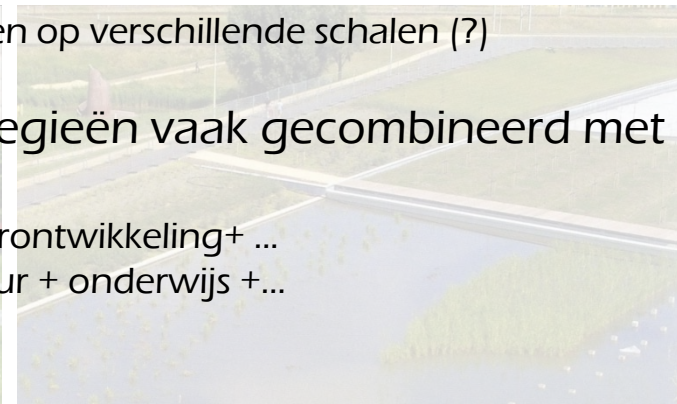 en op verschillende schalen (?)
egieën vaak gecombineerd met
rontwikkeling+ ...
ur + onderwijs +...